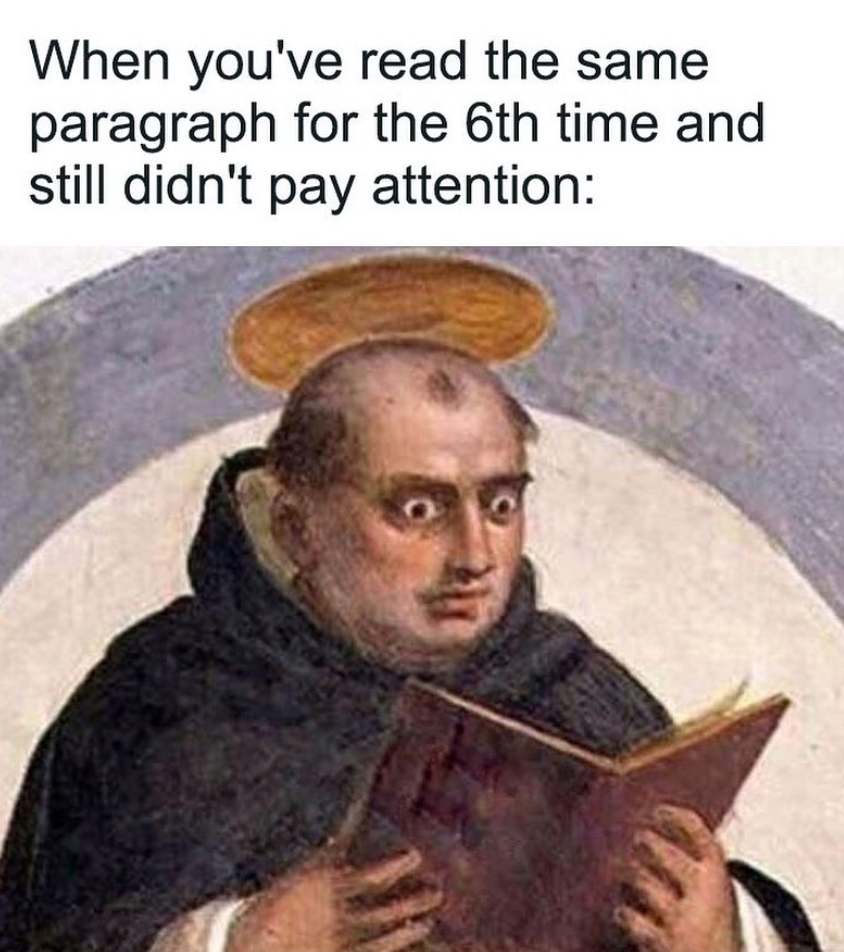 When you've read the same
paragraph for the 6th time and
still didn't pay attention: